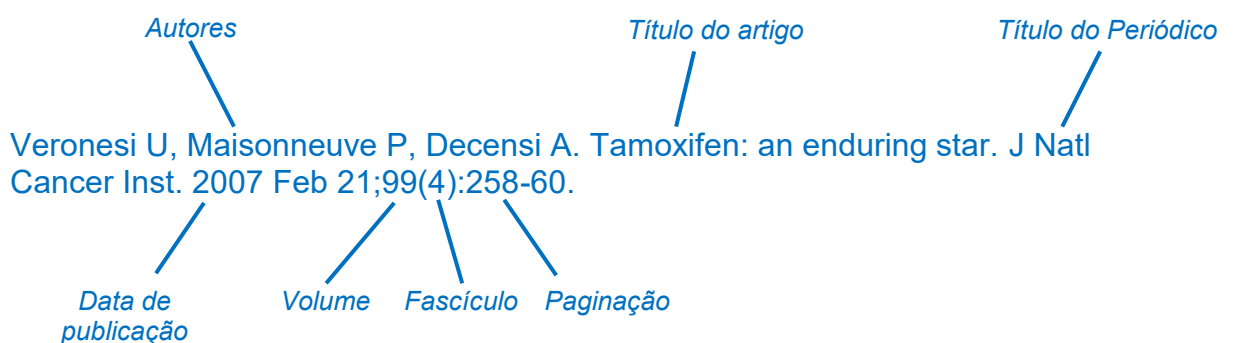 Autores Título do artigo Título do Periódico
Veronesi U, Maisonneuve P, Decensi A. Tamoxifen: an enduring star. J Natl
Cancer Inst. 2007 Feb 21;99(4):258-60.
Data de Volume Fascículo Paginação
publicação